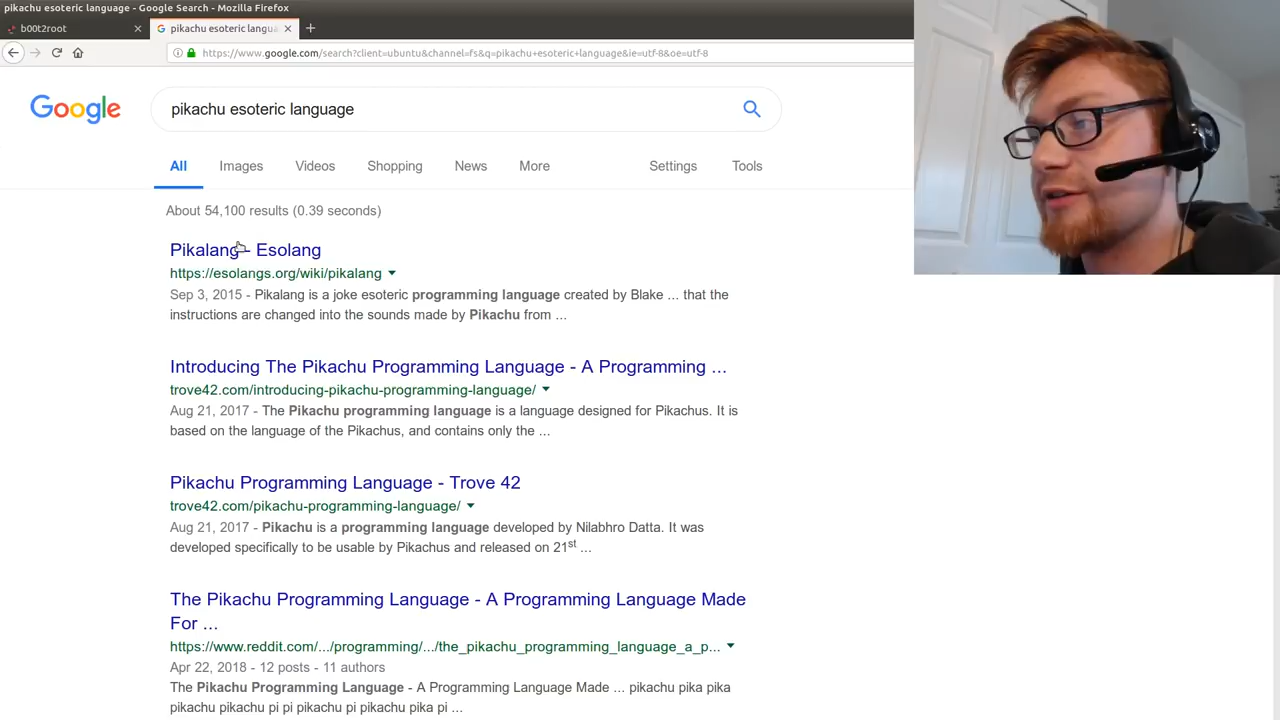 pikachu esoteric language - Google Search - Mozilla Firefox
b00t2root
pikachu esoteric langua
https://www.google.com/search?client=ubuntu&channel=fs&q=pikachu+esoteric+language&ie=utf-8&oe=utf-8
Google
pikachu esoteric language
All Images Videos Shopping News More Settings Tools
About 54,100 results (0.39 seconds)
Pikalang - Esolang
https://esolangs.org/wiki/pikalang
Sep 3, 2015 - Pikalang is a joke esoteric programming language created by Blake ... that the
instructions are changed into the sounds made by Pikachu from ...
Introducing The Pikachu Programming Language - A Programming ...
trove42.com/introducing-pikachu-programming-language/
Aug 21, 2017 - The Pikachu programming language is a language designed for Pikachus. It is
based on the language of the Pikachus, and contains only the ...
Pikachu Programming Language - Trove 42
trove42.com/pikachu-programming-language/
Aug 21, 2017 - Pikachu is a programming language developed by Nilabhro Datta. It was
developed specifically to be usable by Pikachus and released on 21st ...
The Pikachu Programming Language - A Programming Language Made
For ...
https://www.reddit.com/.../programming/.../the_pikachu_programming_language_a_p...
Apr 22, 2018 - 12 posts - 11 authors
The Pikachu Programming Language - A Programming Language Made ... pikachu pika pika
pikachu pikachu pi pi pikachu pi pikachu pika pi ...